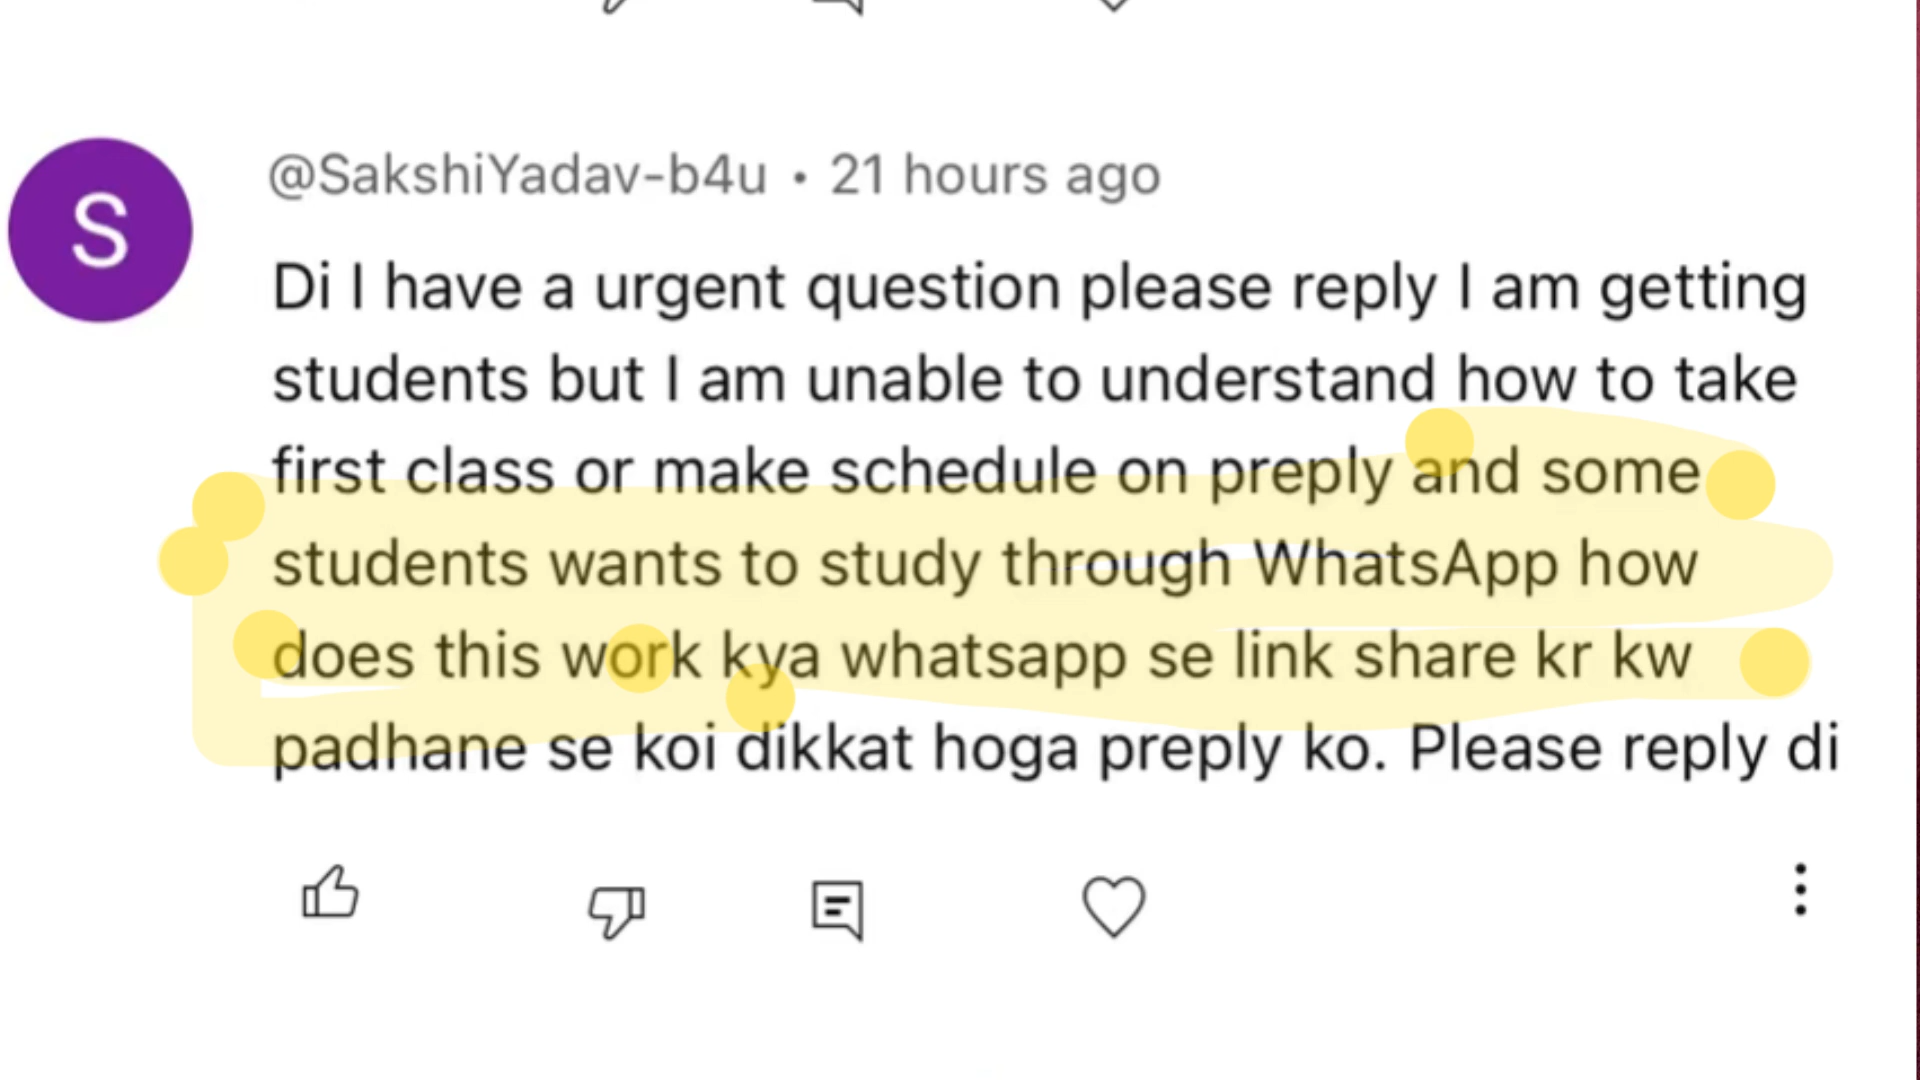 S
@SakshiYadav-b4u • 21 hours ago
Di I have a urgent question please reply I am getting
students but I am unable to understand how to take
first class or make schedule on preply and some
students wants to study through WhatsApp how
does this work kya whatsapp se link share kr kw
padhane se koi dikkat hoga preply ko. Please reply di